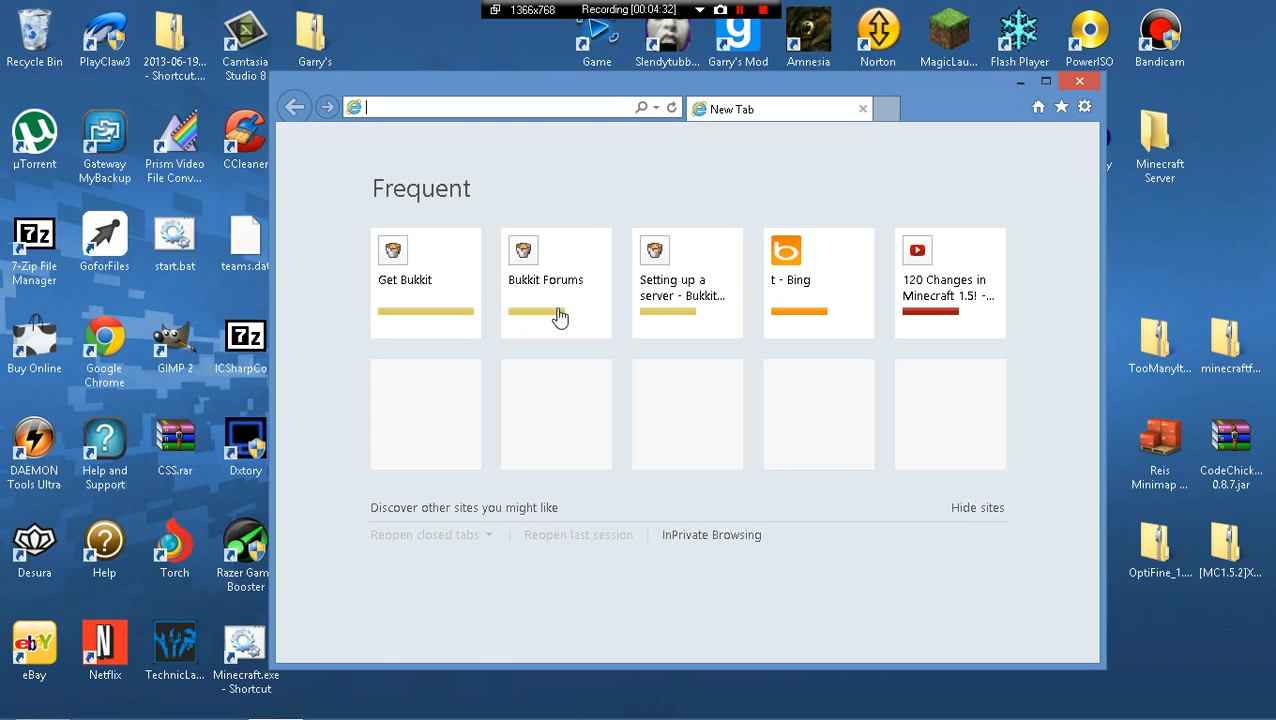 1366x768 Recording [00:04:32]
Recycle Bin
PlayClaw3
2013-06-19...
- Shortcut....
Camtasia
Studio 8
Garry's
Game
Slendytubb...
Garry's Mod
Amnesia
Norton
MagicLau...
Flash Player
PowerISO
Bandicam
New Tab
µTorrent
Gateway
MyBackup
Prism Video
File Conv...
CCleaner
Minecraft
Server
Frequent
Get Bukkit
Bukkit Forums
Setting up a
server - Bukkit...
t - Bing
120 Changes in
Minecraft 1.5! -...
7-Zip File
Manager
GoforFiles
start.bat
teams.dat
Buy Online
Google
Chrome
GIMP 2
ICSharpCo
TooManyIt...
minecraftf...
DAEMON
Tools Ultra
Help and
Support
CSS.rar
Dxtory
Reis
Minimap ...
CodeChick...
0.8.7.jar
Discover other sites you might like
Hide sites
Reopen closed tabs | Reopen last session | InPrivate Browsing
Desura
Help
Torch
Razer Gam
Booster
OptiFine_1....
[MC1.5.2]X...
eBay
Netflix
TechnicLa...
Minecraft.exe
- Shortcut